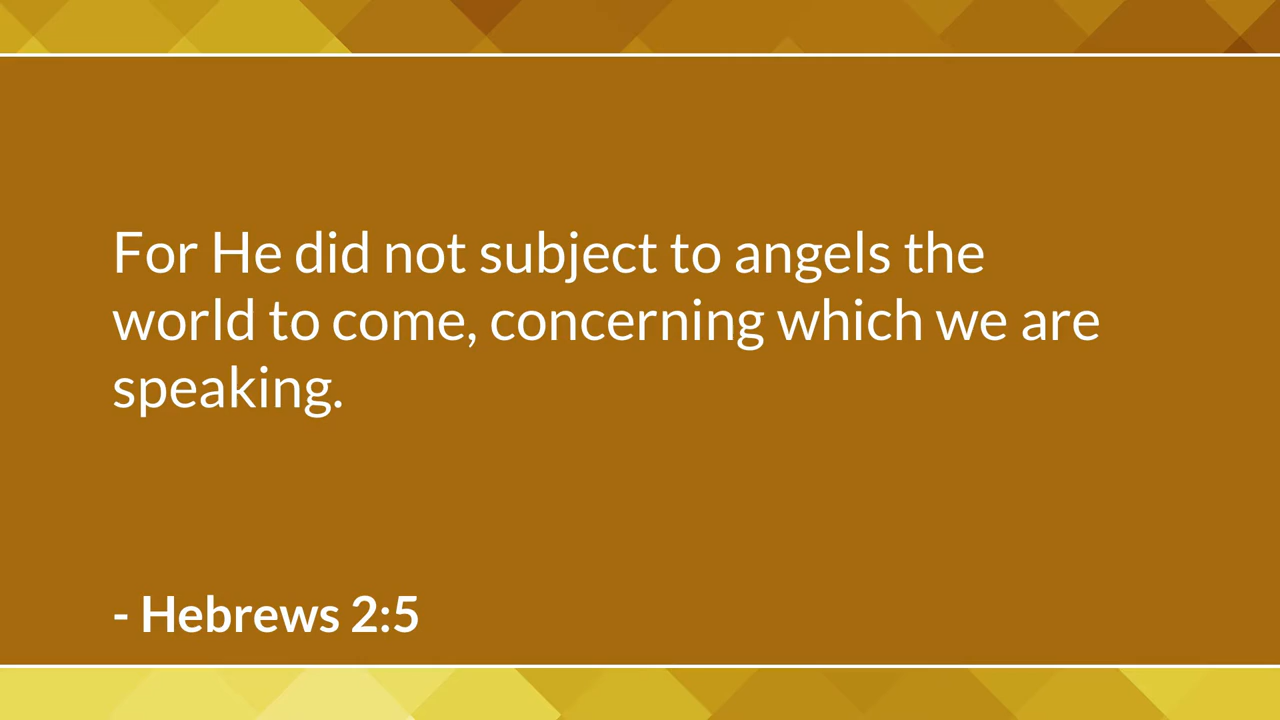 For He did not subject to angels the
world to come, concerning which we are
speaking.
- Hebrews 2:5